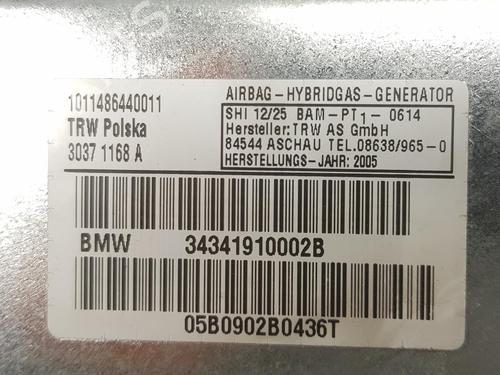 1011486440011
TRW Polska
3037 1168 A
AIRBAG-HYBRIDGAS-GENERATOR
SHI 12/25 BAM-PT1-0614
Hersteller:TRW AS GmbH
84544 ASCHAU TEL.08638/965-0
HERSTELLUNGS-JAHR: 2005
BMW 34341910002B
05B0902B0436T